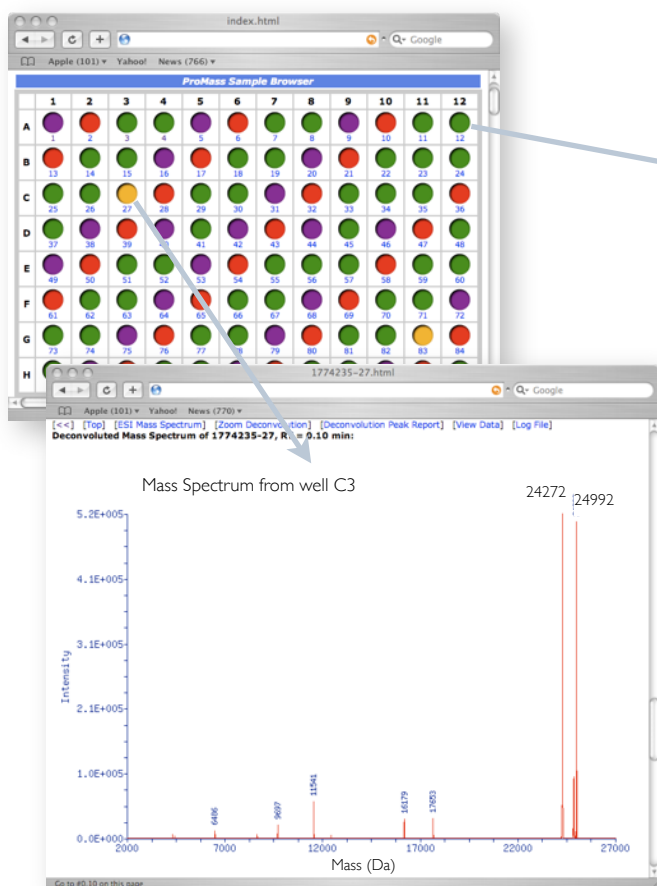 index.html
Google
Apple (101) Yahoo! News (766)
ProMass Sample Browser
1 2 3 4 5 6 7 8 9 10 11 12
A
1 2 3 4 5 6 7 8 9 10 11 12
B
13 14 15 16 17 18 19 20 21 22 23 24
C
25 26 27 28 29 30 31 32 33 34 35 36
D
37 38 39 41 42 43 44 45 46 47 48
E
49 50 51 52 53 54 55 56 57 58 59 60
F
61 62 63 64 65 66 67 68 69 70 71 72
G
73 74 75 76 77 78 79 80 81 82 83 84
H
1774235-27.html
Google
Apple (101) Yahoo! News (770)
[<<] [Top] [ESI Mass Spectrum] [Zoom Deconvolution] [Deconvolution Peak Report] [View Data] [Log File]
Deconvoluted Mass Spectrum of 1774235-27, RT = 0.10 min:
Mass Spectrum from well C3
24272
24992
5.2E+005
4.1E+005
3.1E+005
2.1E+005
1.0E+005
0.0E+000
Intensity
6486
9697
11541
16179
17653
2000 7000 12000 17000 22000 27000
Mass (Da)
Go to #0.10 on this page